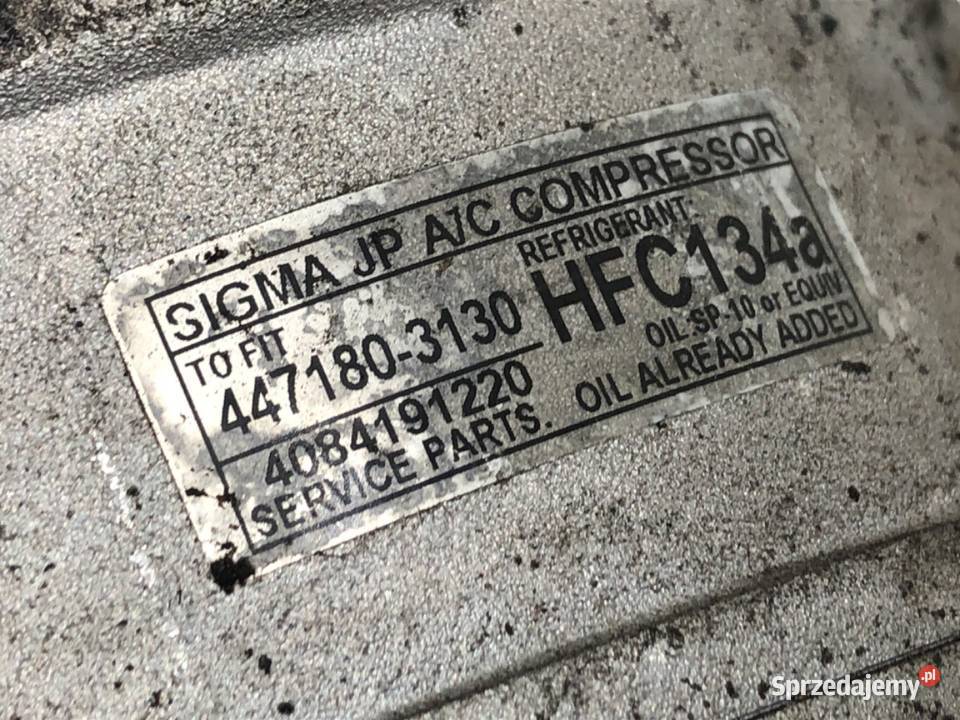 SIGMA JP A/C COMPRESSOR
TO FIT
447180-3130
4084191220
SERVICE PARTS.
REFRIGERANT:
HFC134a
OIL:SP-10 or EQUIV
OIL ALREADY ADDED
Sprzedajemy.pl